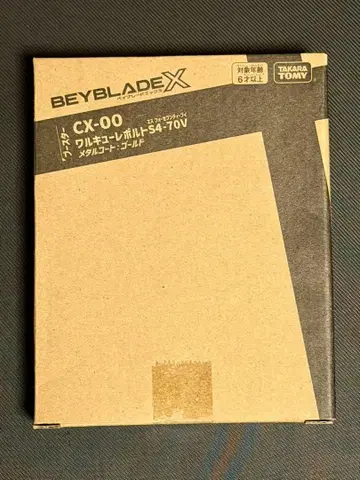 BEYBLADE X
ベイブレードエックス
対象年齢
6才以上
TAKARA
TOMY
ブースター
CX-00
エス フォーセブンティ ブイ
ワルキューレボルトS4-70V
メタルコート:ゴールド